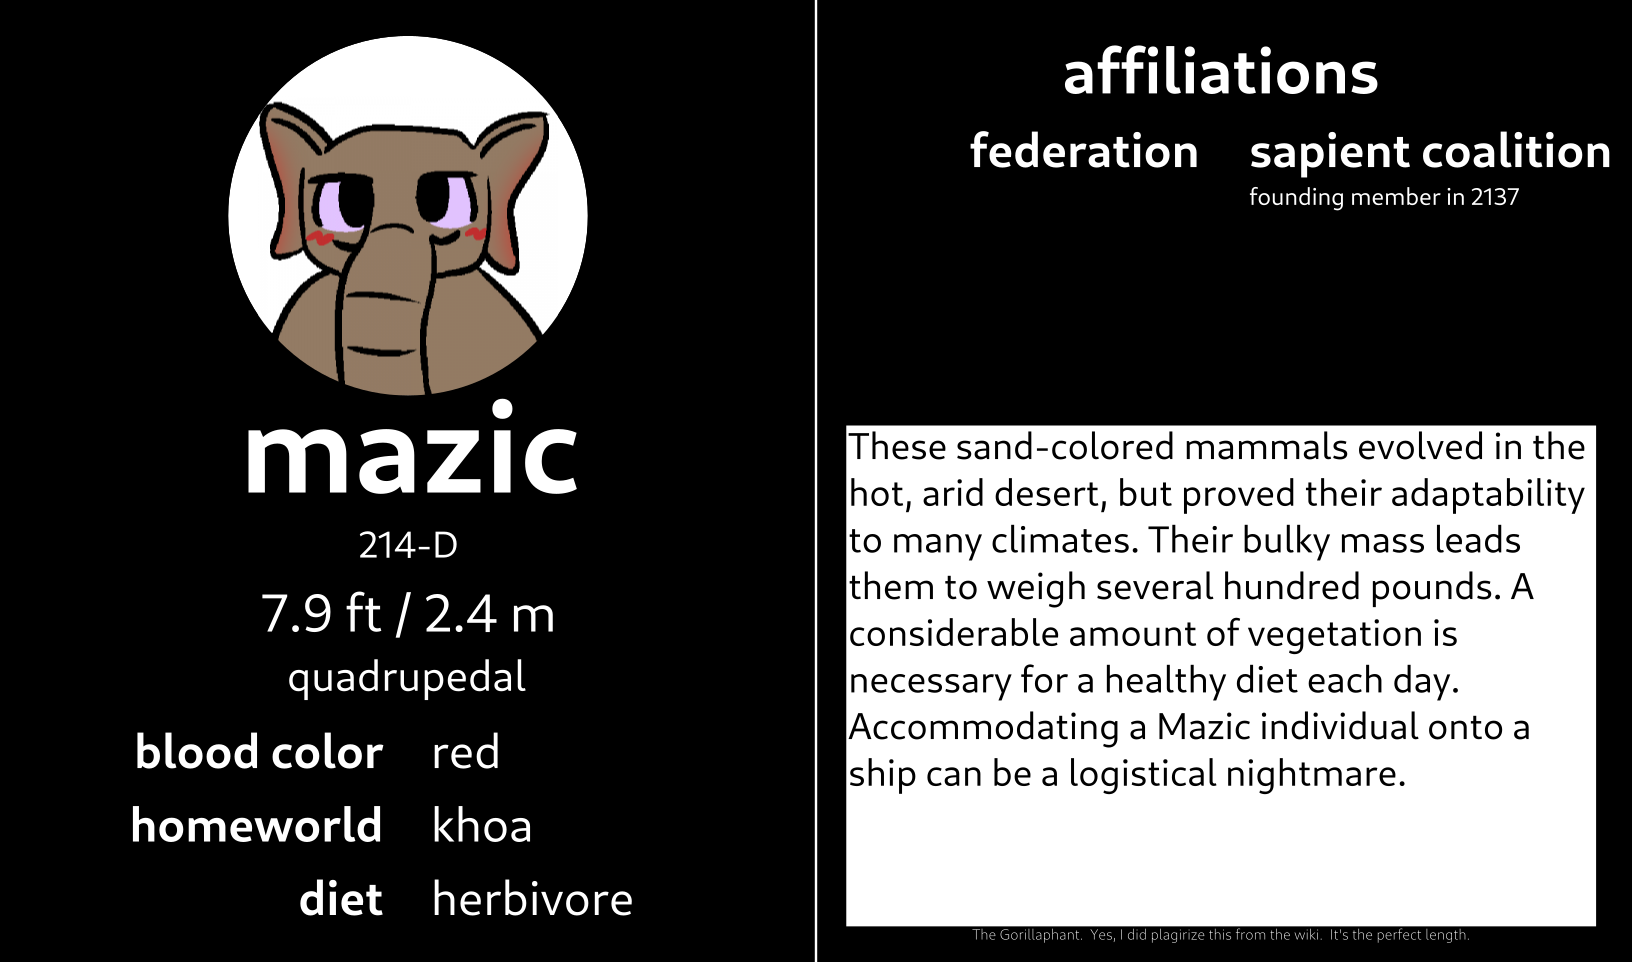 mazic
214-D
7.9 ft / 2.4 m
quadrupedal
blood color red
homeworld khoa
diet herbivore
affiliations
federation sapient coalition
founding member in 2137
These sand-colored mammals evolved in the
hot, arid desert, but proved their adaptability
to many climates. Their bulky mass leads
them to weigh several hundred pounds. A
considerable amount of vegetation is
necessary for a healthy diet each day.
Accommodating a Mazic individual onto a
ship can be a logistical nightmare.
The Gorillaphant. Yes, I did plagirize this from the wiki. It's the perfect length.